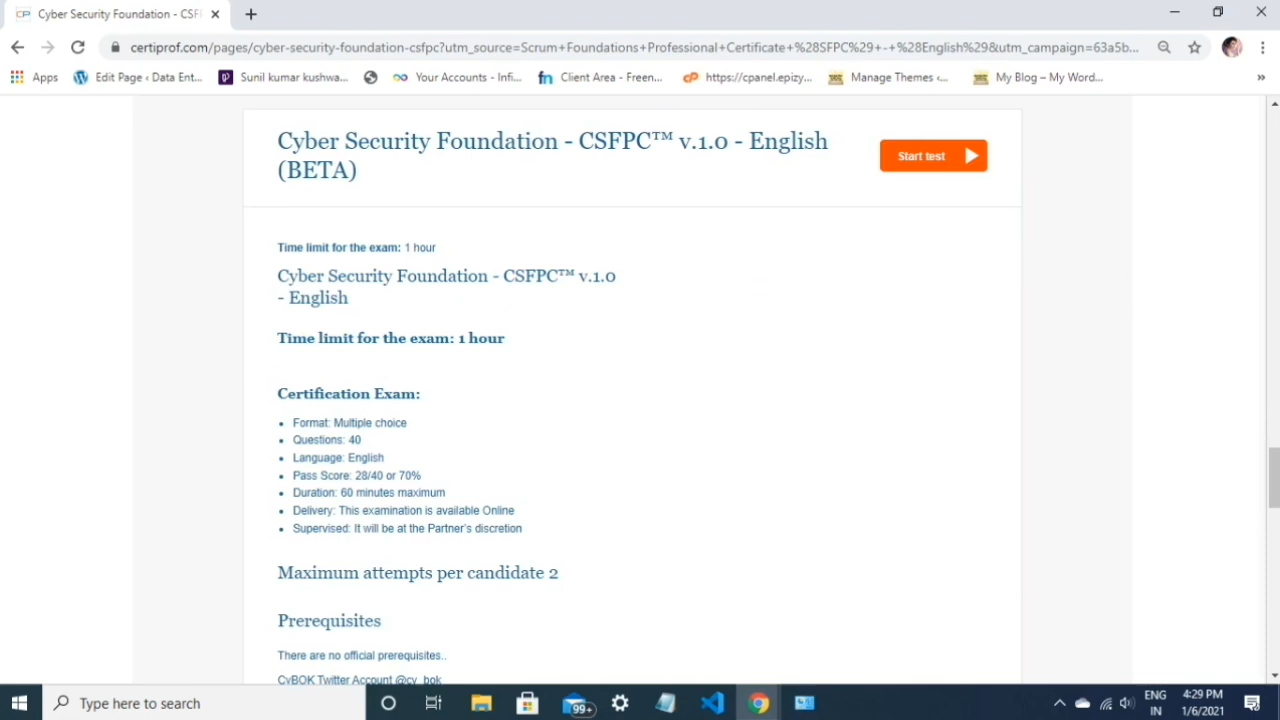 Cyber Security Foundation - CSF
certiprof.com/pages/cyber-security-foundation-csfpc?utm_source=Scrum+Foundations+Professional+Certificate+%28SFPC%29+-+%28English%29&utm_campaign=63a5b...
Apps
Edit Page ‹ Data Ent...
Sunil kumar kushwa...
Your Accounts - Infi...
Client Area - Freen...
https://cpanel.epizy...
Manage Themes ‹...
My Blog – My Word...
Cyber Security Foundation - CSFPC™ v.1.0 - English
(BETA)
Start test
Time limit for the exam: 1 hour
Cyber Security Foundation - CSFPC™ v.1.0
- English
Time limit for the exam: 1 hour
Certification Exam:
• Format: Multiple choice
• Questions: 40
• Language: English
• Pass Score: 28/40 or 70%
• Duration: 60 minutes maximum
• Delivery: This examination is available Online
• Supervised: It will be at the Partner's discretion
Maximum attempts per candidate 2
Prerequisites
There are no official prerequisites..
CyBOK Twitter Account @cy_bok
Type here to search
99+
ENG
IN
4:29 PM
1/6/2021